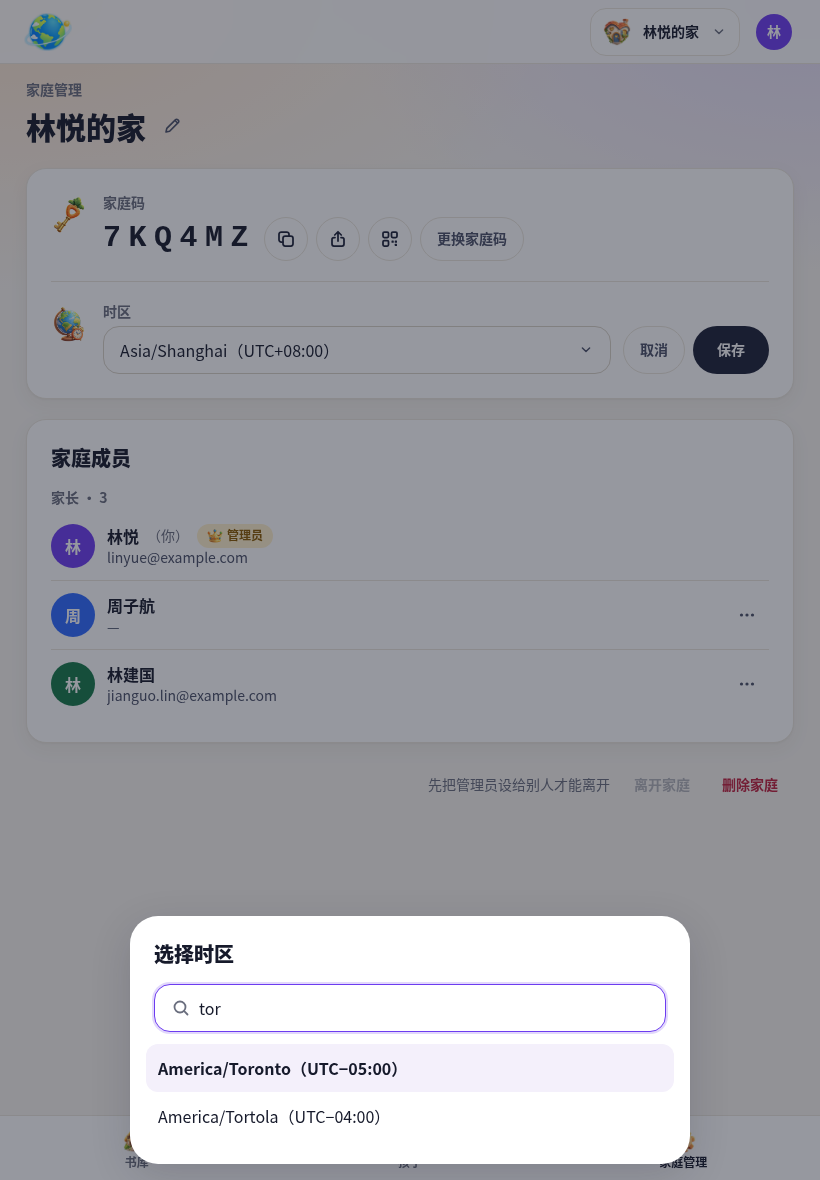 林悦的家
林
家庭管理
林悦的家
家庭码
7KQ4MZ
更换家庭码
时区
Asia/Shanghai（UTC+08:00）
取消
保存
家庭成员
家长 · 3
林
林悦 （你） 管理员
linyue@example.com
周
周子航
—
林
林建国
jianguo.lin@example.com
先把管理员设给别人才能离开
离开家庭
删除家庭
选择时区
tor
America/Toronto（UTC−05:00）
America/Tortola（UTC−04:00）
书库
家庭管理